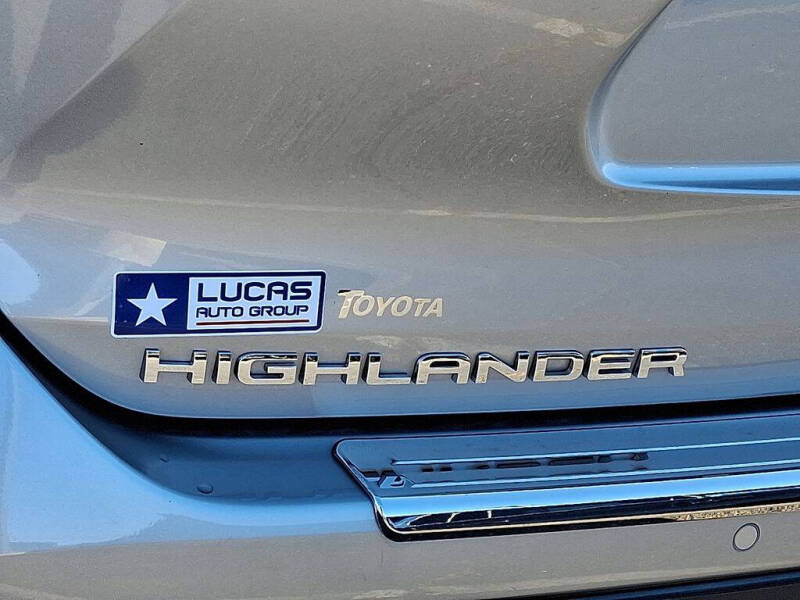 LUCAS
AUTO GROUP
TOYOTA
HIGHLANDER